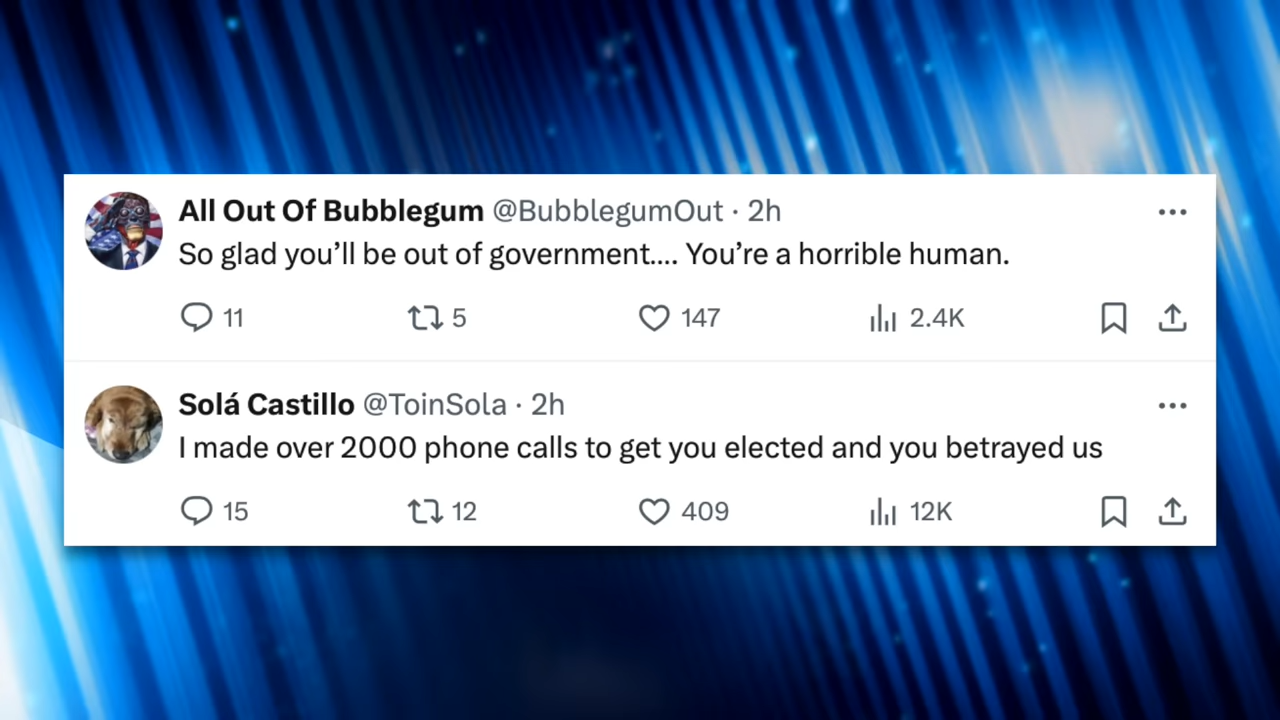 All Out Of Bubblegum @BubblegumOut · 2h
So glad you’ll be out of government.... You’re a horrible human.
11 5 147 2.4K
Solá Castillo @ToinSola · 2h
I made over 2000 phone calls to get you elected and you betrayed us
15 12 409 12K